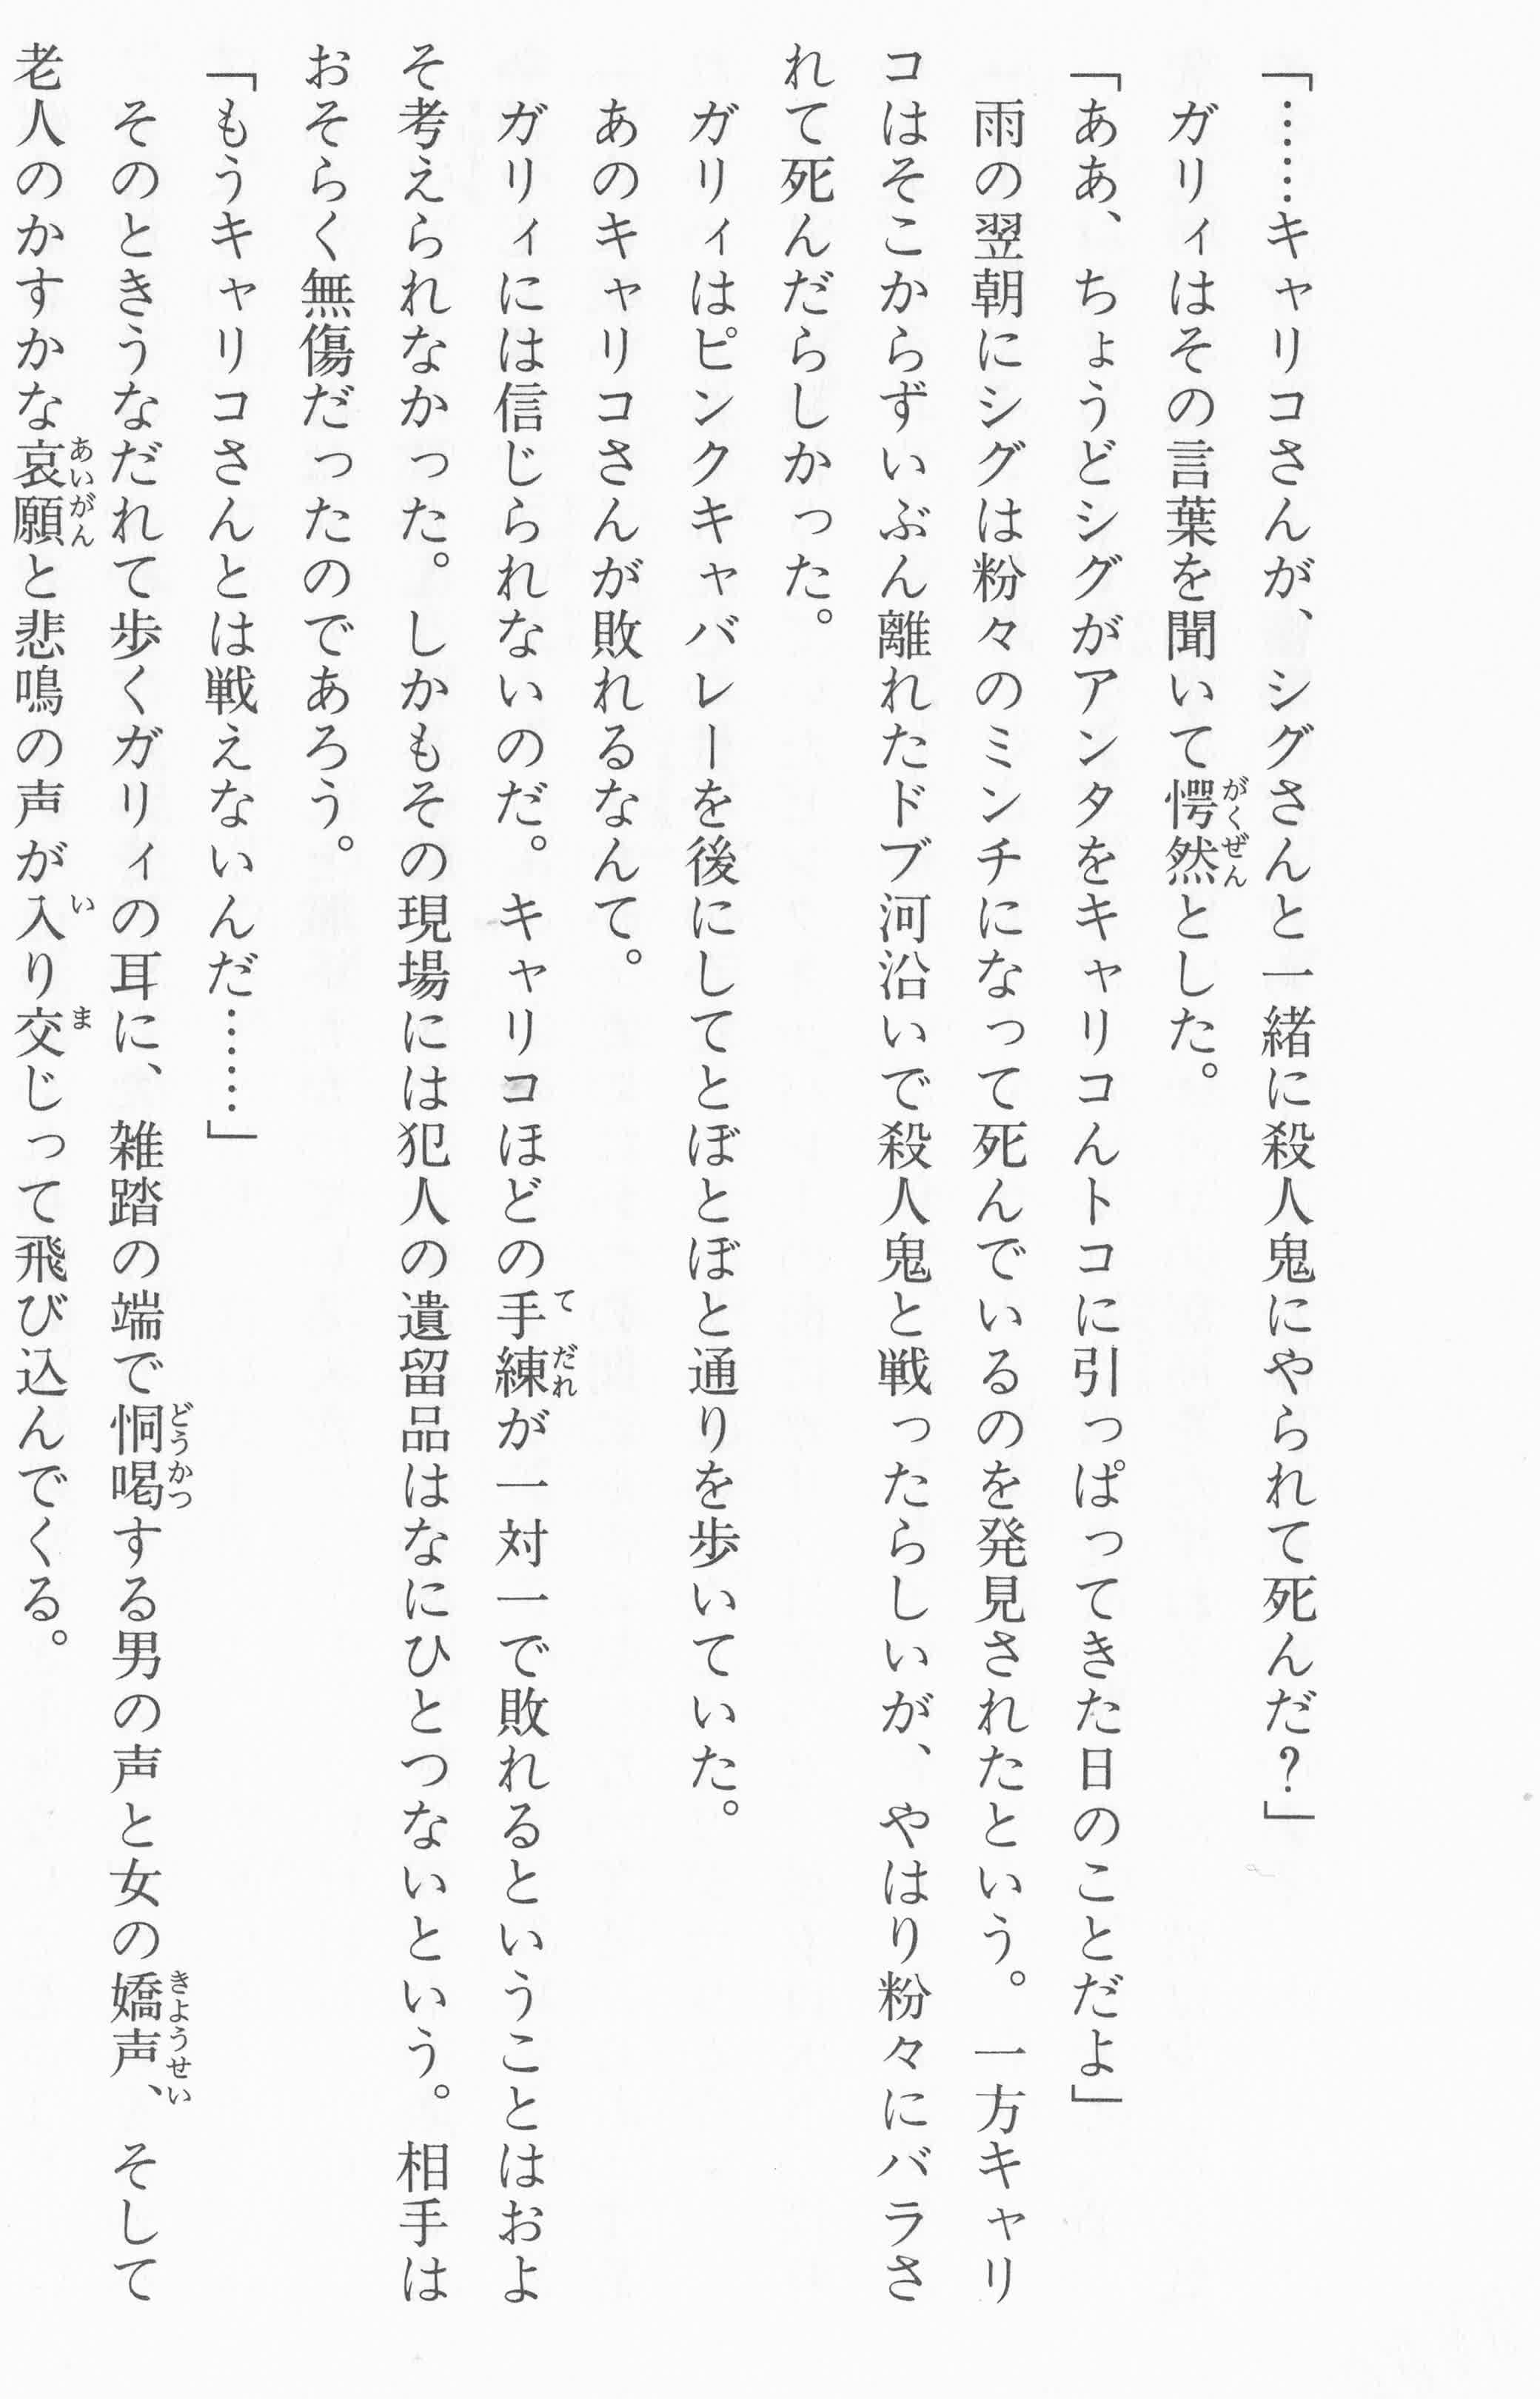 「……キャリコさんが、シグさんと一緒に殺人鬼にやられて死んだ？」
ガリィはその言葉を聞いて愕然とした。
「ああ、ちょうどシグがアンタをキャリコんトコに引っぱってきた日のことだよ」
雨の翌朝にシグは粉々のミンチになって死んでいるのを発見されたという。一方キャリ
コはそこからずいぶん離れたドブ河沿いで殺人鬼と戦ったらしいが、やはり粉々にバラさ
れて死んだらしかった。
ガリィはピンクキャバレーを後にしてとぼとぼと通りを歩いていた。
あのキャリコさんが敗れるなんて。
ガリィには信じられないのだ。キャリコほどの手練が一対一で敗れるということはおよ
そ考えられなかった。しかもその現場には犯人の遺留品はなにひとつないという。相手は
おそらく無傷だったのであろう。
「もうキャリコさんとは戦えないんだ……」
そのときうなだれて歩くガリィの耳に、雑踏の端で恫喝する男の声と女の嬌声、そして
老人のかすかな哀願と悲鳴の声が入り交じって飛び込んでくる。